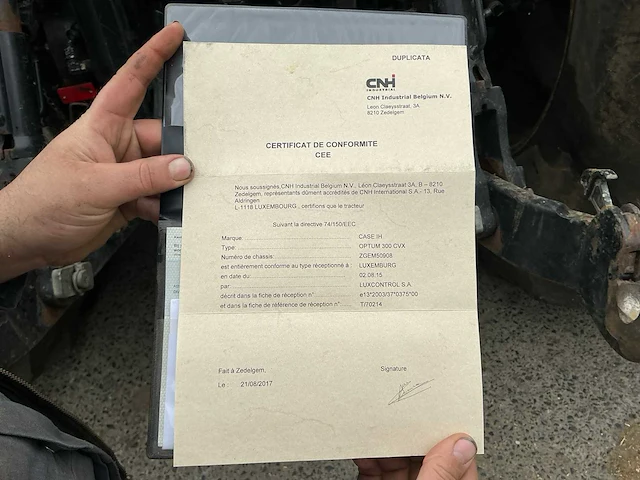 DUPLICATA
CNH
INDUSTRIAL
CNH Industrial Belgium N.V.
Leon Claeysstraat, 3A
8210 Zedelgem
CERTIFICAT DE CONFORMITE
CEE
Nous soussignés,CNH Industrial Belgium N.V., Léon Claeysstraat 3A, B – 8210
Zedelgem, représentants dûment accrédités de CNH International S.A.- 13, Rue
Aldringen
L-1118 LUXEMBOURG , certifions que le tracteur
Suivant la directive 74/150/EEC
Marque: CASE IH
Type: OPTUM 300 CVX
Numéro de chassis ZGEM50908
est entièrement conforme au type réceptionné à : LUXEMBURG
en date du: 02.08.15
par: LUXCONTROL S.A
décrit dans la fiche de réception n°: e13*2003/37*0375*00
et dans la fiche de référence de réception n°: T/70214
Fait à Zedelgem, Signature
Le : 21/08/2017